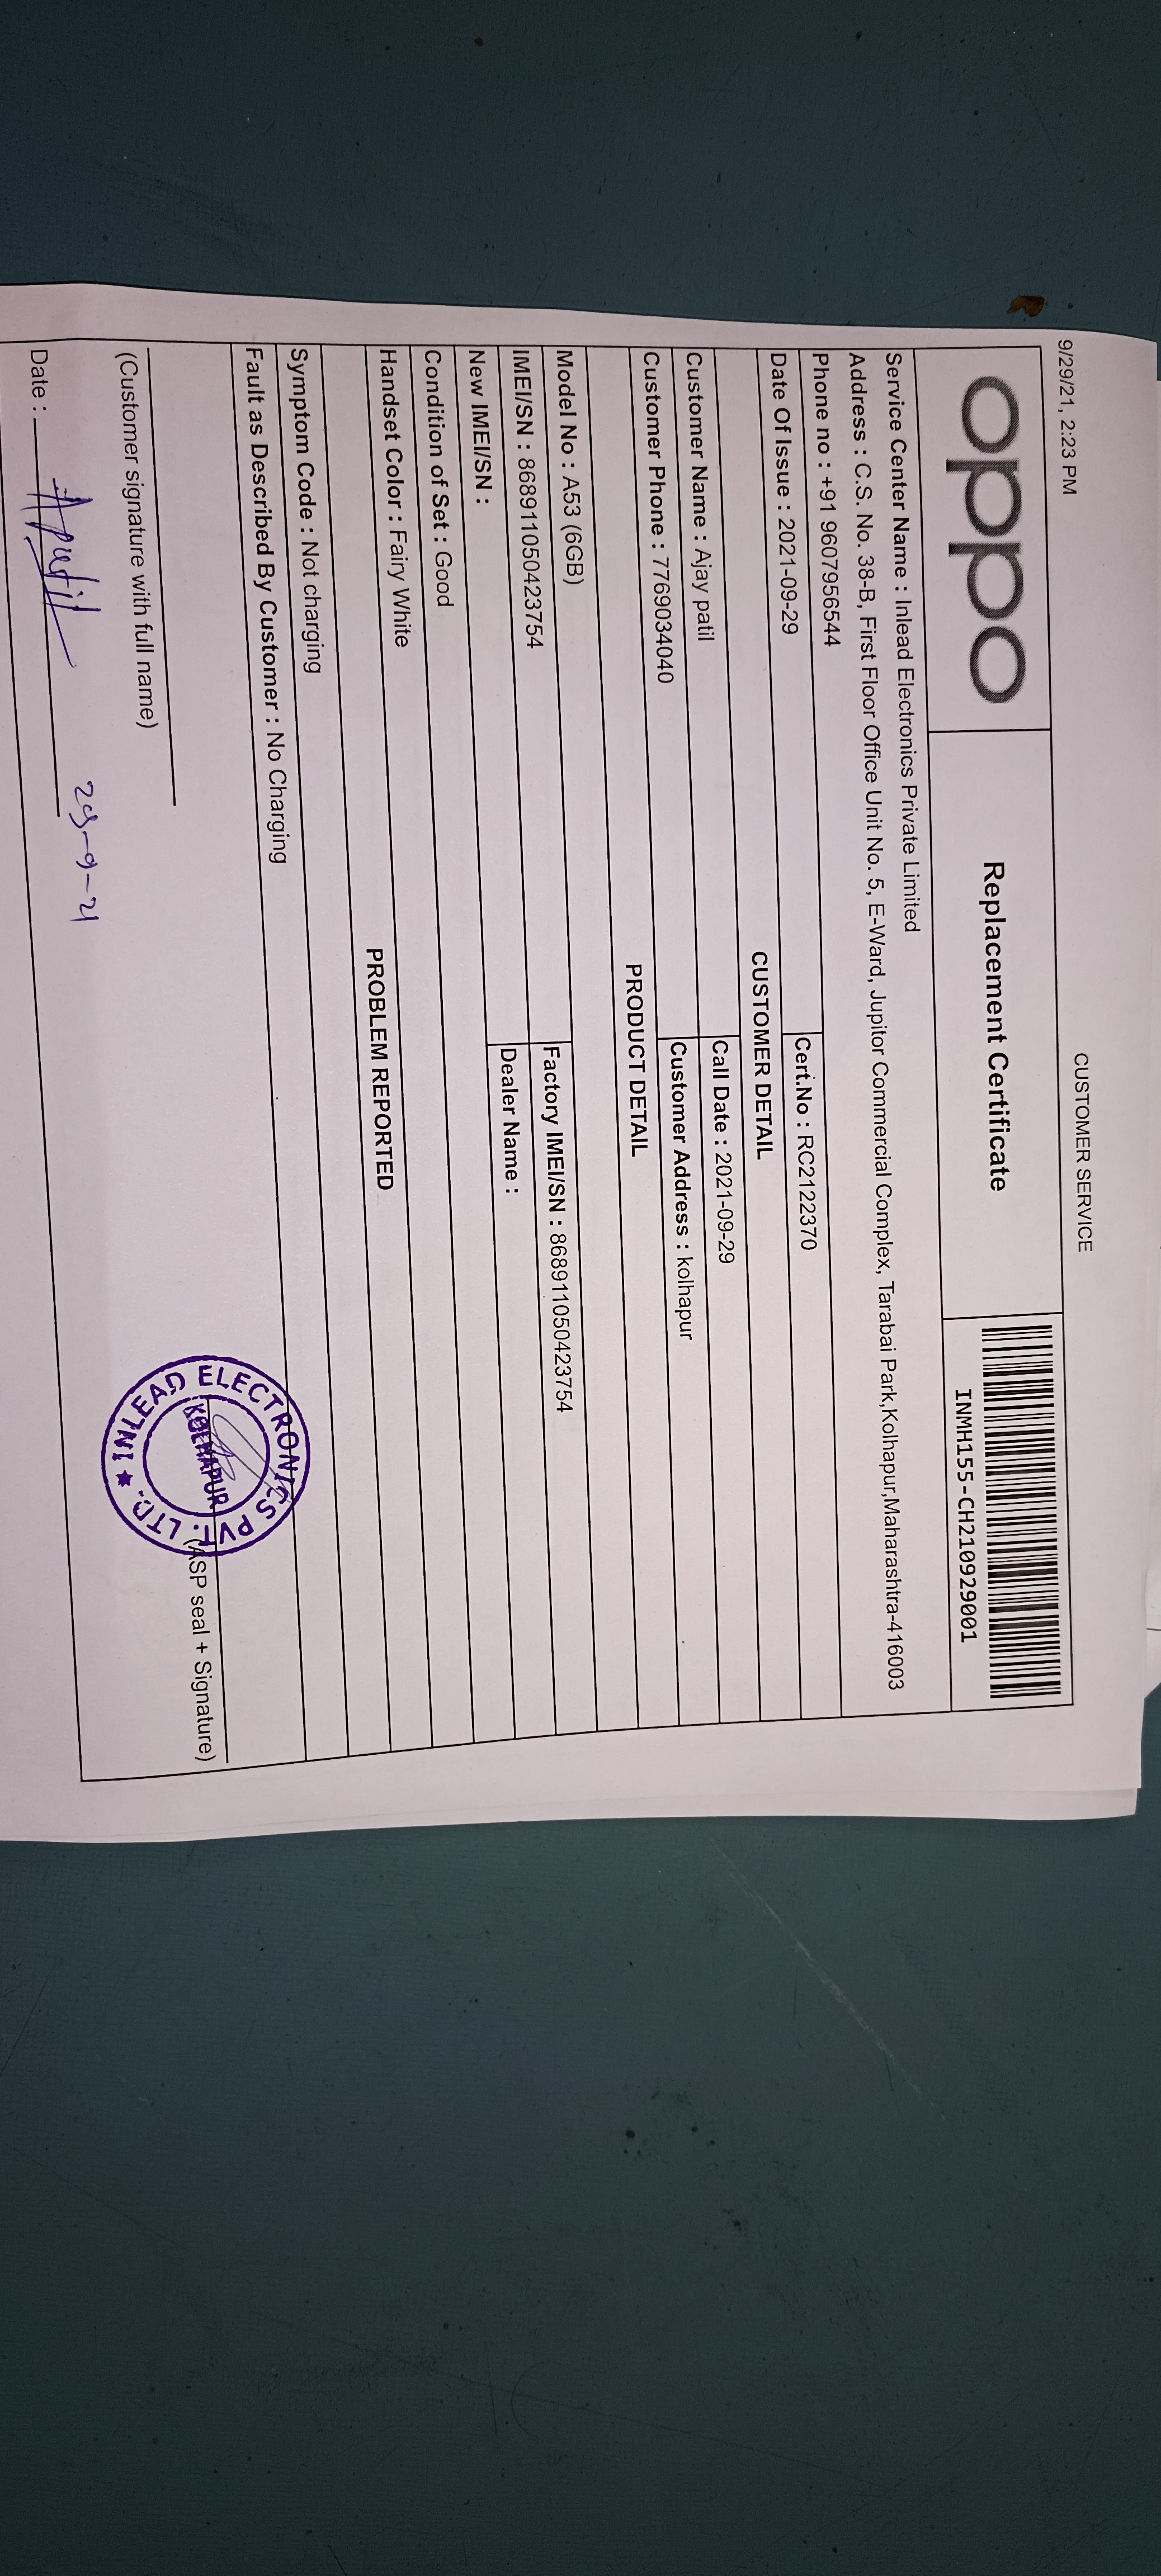 9/29/21, 2:23 PM
CUSTOMER SERVICE
oppo
Replacement Certificate
INMH155-CH210929001
Service Center Name : Inlead Electronics Private Limited
Address : C.S. No. 38-B, First Floor Office Unit No. 5, E-Ward, Jupitor Commercial Complex, Tarabai Park,Kolhapur,Maharashtra-416003
Phone no : +91 9607956544
Cert.No : RC2122370
Date Of Issue : 2021-09-29
CUSTOMER DETAIL
Call Date : 2021-09-29
Customer Name : Ajay patil
Customer Address : kolhapur
Customer Phone : 7769034040
PRODUCT DETAIL
Model No : A53 (6GB)
Factory IMEI/SN : 868911050423754
IMEI/SN : 868911050423754
Dealer Name :
New IMEI/SN :
Condition of Set : Good
Handset Color : Fairy White
PROBLEM REPORTED
Symptom Code : Not charging
Fault as Described By Customer : No Charging
(Customer signature with full name)
(ASP seal + Signature)
INLEAD ELECTRONICS PVT. LTD. ★
KOLHAPUR
Date :
Apatil
29-9-21